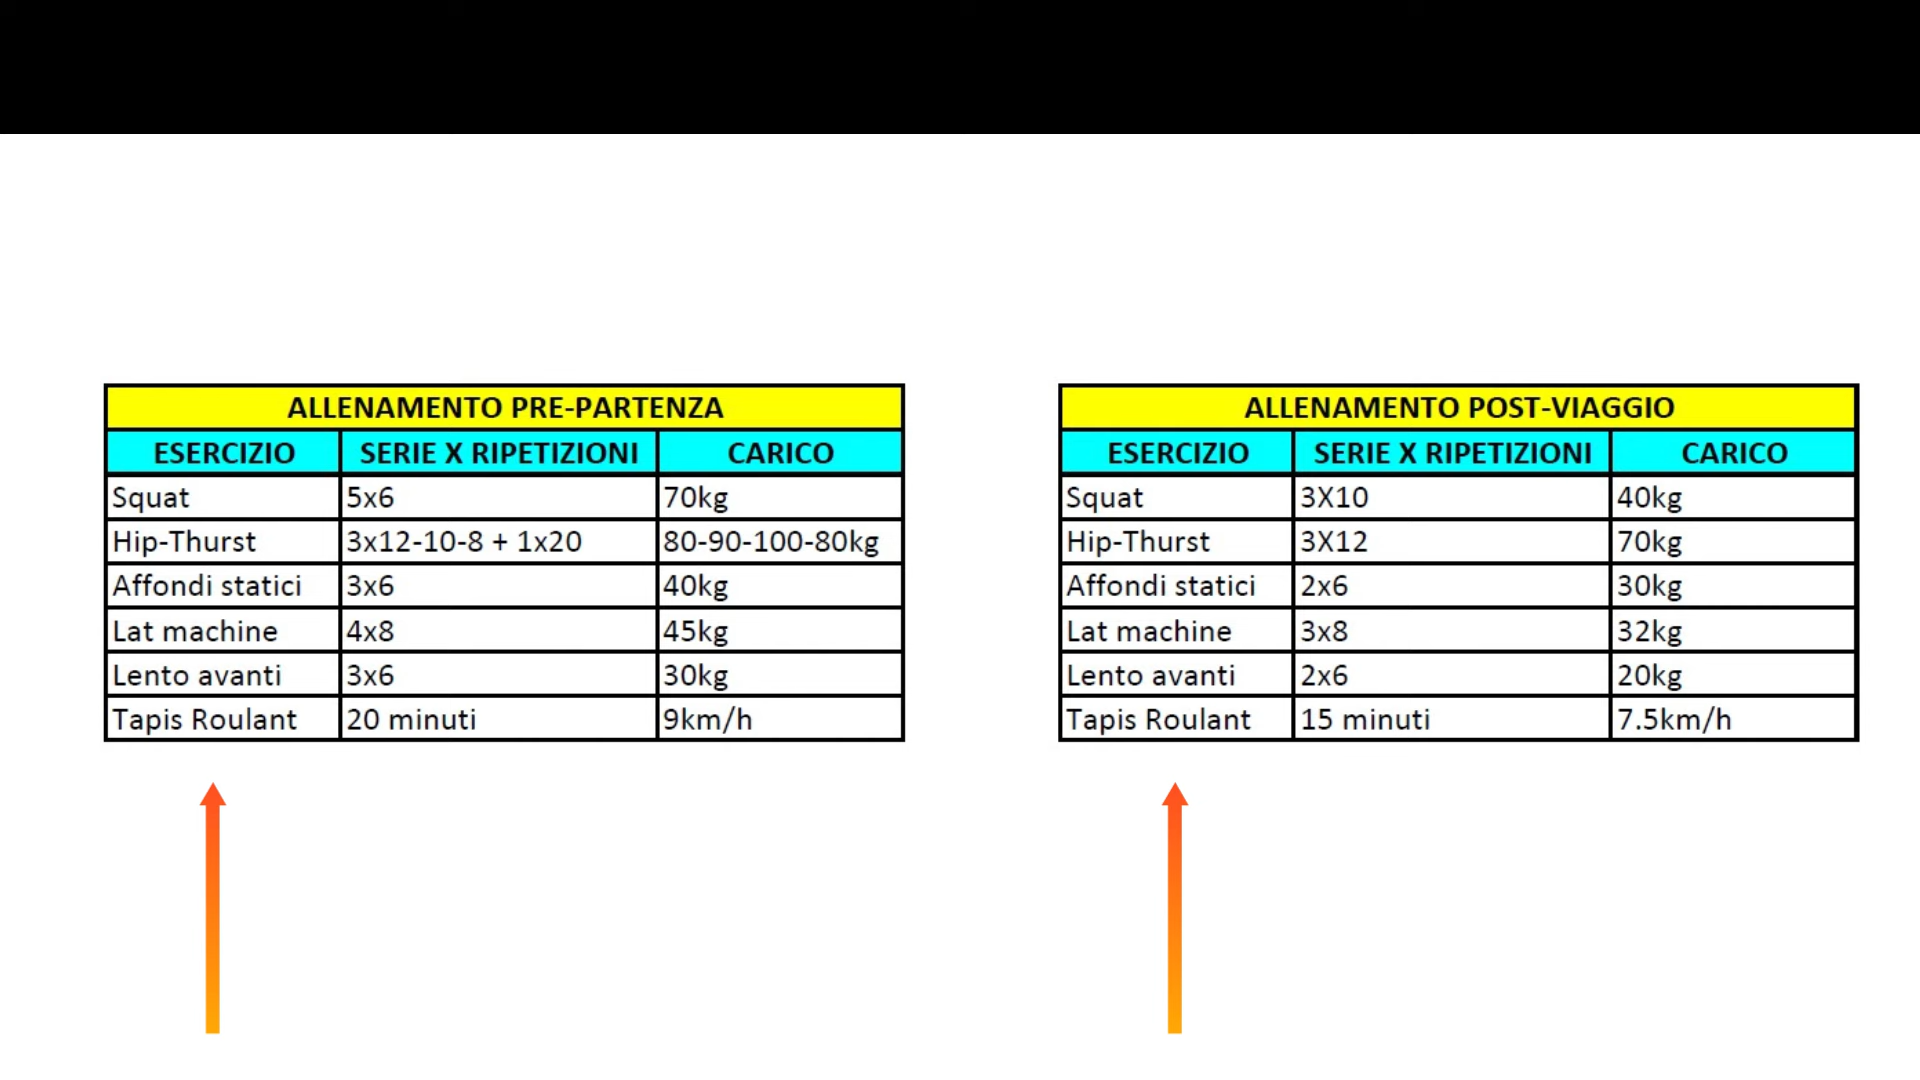 ALLENAMENTO PRE-PARTENZA
ESERCIZIO SERIE X RIPETIZIONI CARICO
Squat 5x6 70kg
Hip-Thurst 3x12-10-8 + 1x20 80-90-100-80kg
Affondi statici 3x6 40kg
Lat machine 4x8 45kg
Lento avanti 3x6 30kg
Tapis Roulant 20 minuti 9km/h
ALLENAMENTO POST-VIAGGIO
ESERCIZIO SERIE X RIPETIZIONI CARICO
Squat 3X10 40kg
Hip-Thurst 3X12 70kg
Affondi statici 2x6 30kg
Lat machine 3x8 32kg
Lento avanti 2x6 20kg
Tapis Roulant 15 minuti 7.5km/h